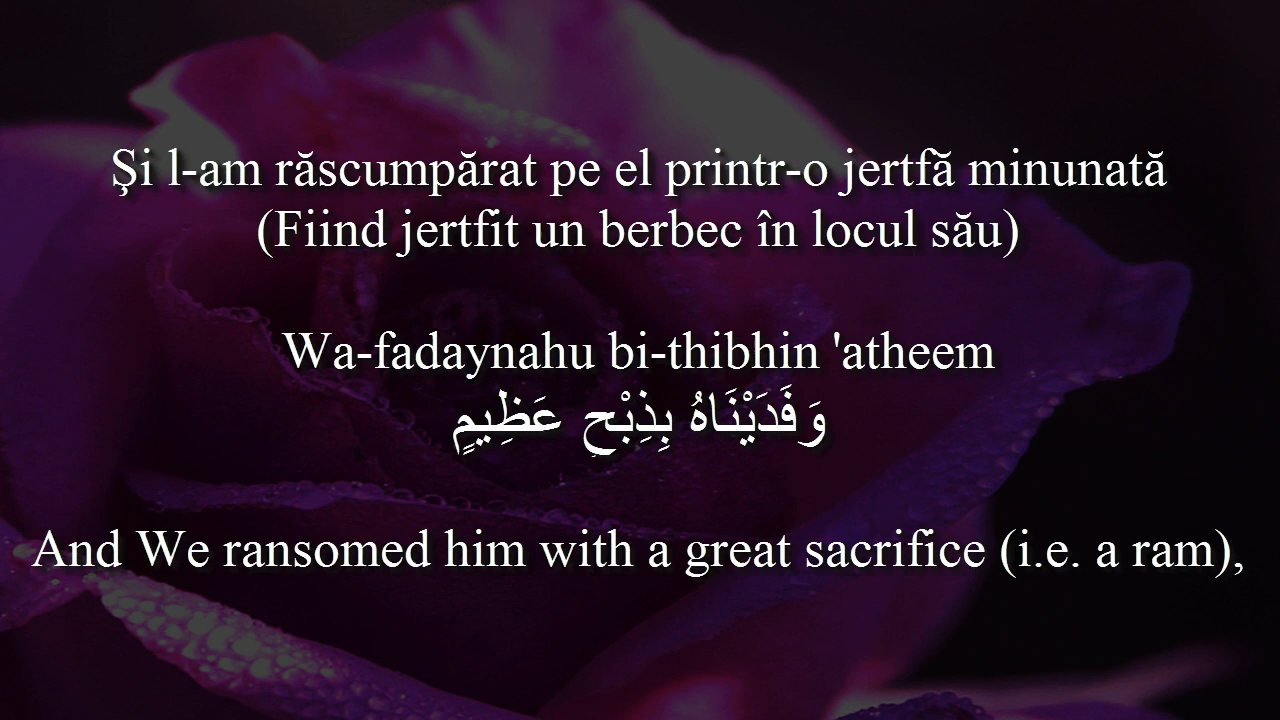 Şi l-am răscumpărat pe el printr-o jertfă minunată
(Fiind jertfit un berbec în locul său)
Wa-fadaynahu bi-thibhin 'atheem
وَفَدَيْنَاهُ بِذِبْحٍ عَظِيمٍ
And We ransomed him with a great sacrifice (i.e. a ram),